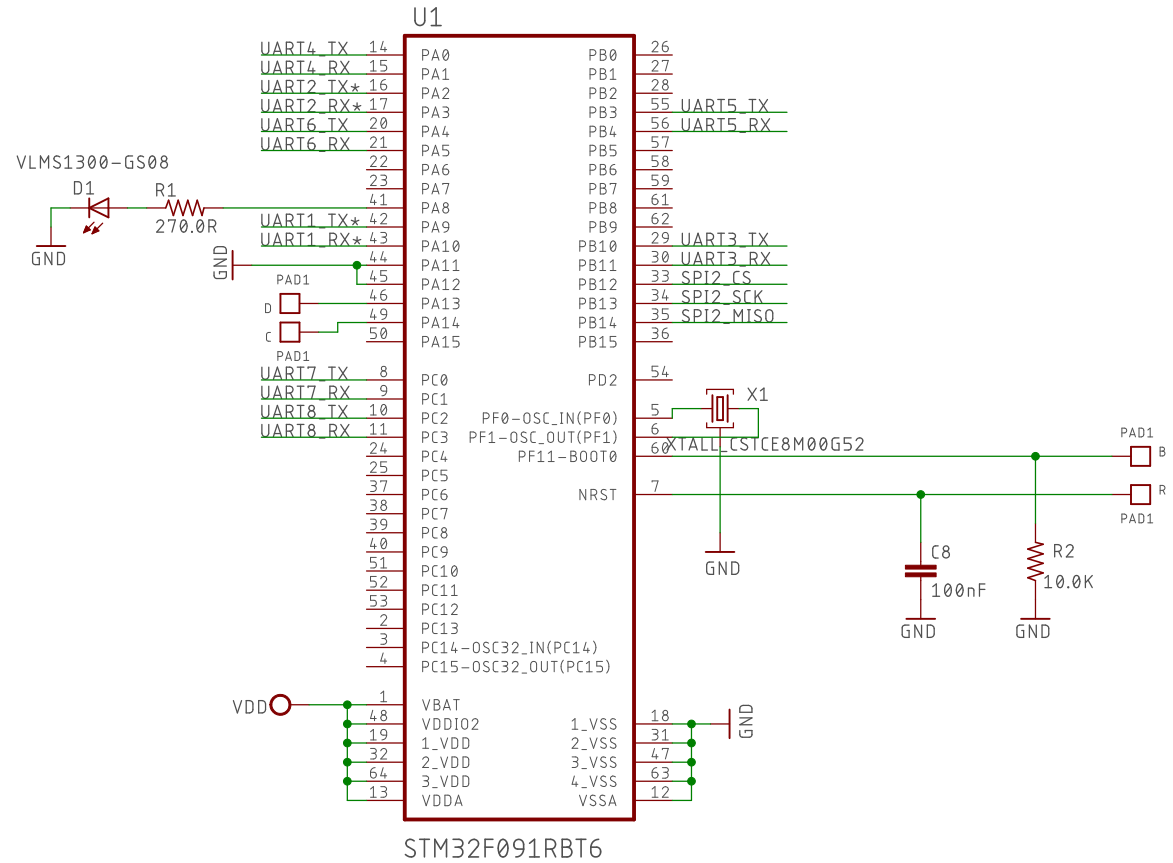 U1
UART4_TX 14 PA0 PB0 26
UART4_RX 15 PA1 PB1 27
UART2_TX* 16 PA2 PB2 28
UART2_RX* 17 PA3 PB3 55 UART5_TX
UART6_TX 20 PA4 PB4 56 UART5_RX
UART6_RX 21 PA5 PB5 57
VLMS1300-GS08
22 PA6 PB6 58
D1 R1 23 PA7 PB7 59
41 PA8 PB8 61
270.0R
UART1_TX* 42 PA9 PB9 62
UART1_RX* 43 PA10 PB10 29 UART3_TX
GND
GND 44 PA11 PB11 30 UART3_RX
45 PA12 PB12 33 SPI2_CS
PAD1
D 46 PA13 PB13 34 SPI2_SCK
49 PA14 PB14 35 SPI2_MISO
C 50 PA15 PB15 36
PAD1
UART7_TX 8 PC0 PD2 54
UART7_RX 9 PC1 X1
UART8_TX 10 PC2 PF0-OSC_IN(PF0) 5
UART8_RX 11 PC3 PF1-OSC_OUT(PF1) 6
XTALL_CSTCE8M00G52
PAD1
24 PC4 PF11-BOOT0 60 B
25 PC5
37 PC6 NRST 7 R
38 PC7 PAD1
39 PC8
40 PC9 C8 R2
51 PC10 GND
52 PC11 100nF 10.0K
53 PC12
2 PC13 GND GND
3 PC14-OSC32_IN(PC14)
4 PC15-OSC32_OUT(PC15)
VDD 1 VBAT
48 VDDIO2 1_VSS 18 GND
19 1_VDD 2_VSS 31
32 2_VDD 3_VSS 47
64 3_VDD 4_VSS 63
13 VDDA VSSA 12
STM32F091RBT6